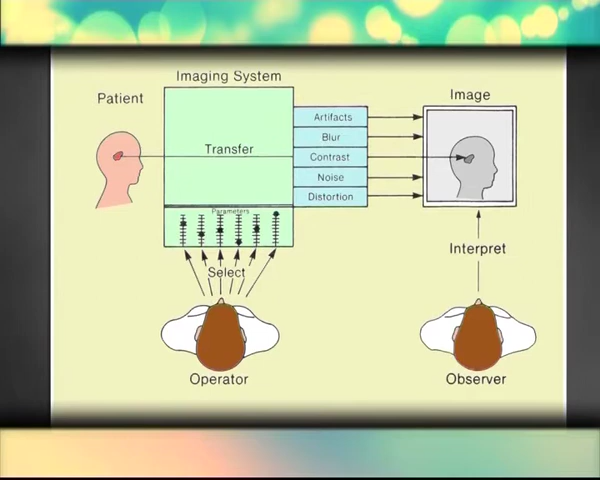 Imaging System
Patient
Image
Artifacts
Blur
Transfer
Contrast
Noise
Distortion
Parameters
Interpret
Select
Operator
Observer